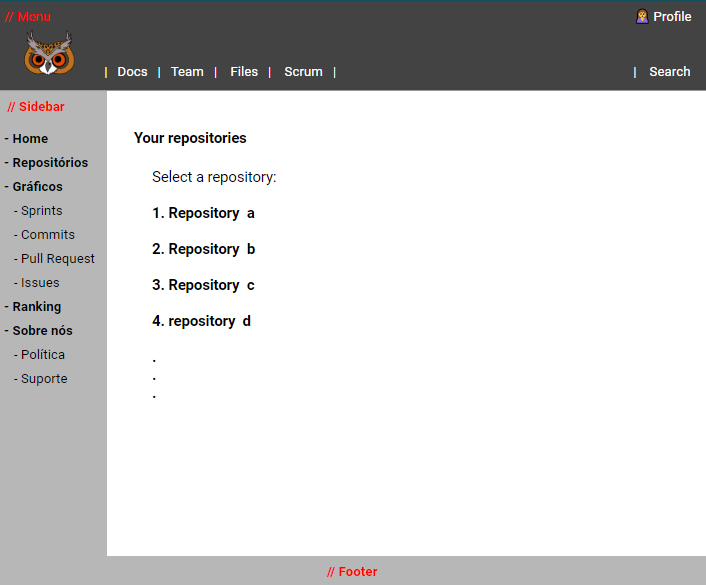 // Menu
Profile
| Docs | Team | Files | Scrum |
| Search
// Sidebar
- Home
- Repositórios
- Gráficos
- Sprints
- Commits
- Pull Request
- Issues
- Ranking
- Sobre nós
- Política
- Suporte
Your repositories
Select a repository:
1. Repository a
2. Repository b
3. Repository c
4. repository d
.
.
.
// Footer